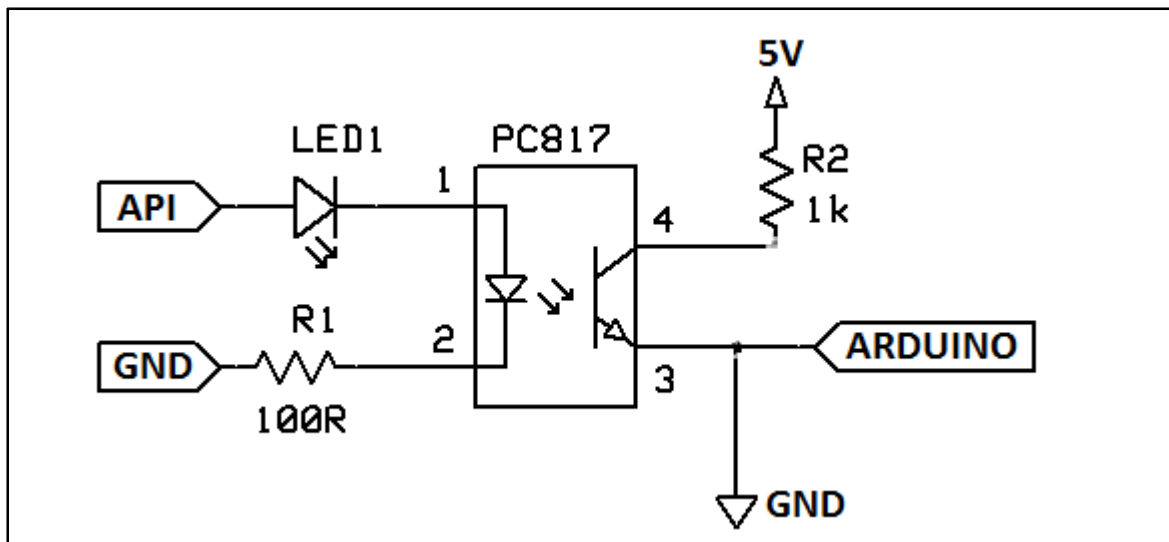 5V
LED1
PC817
R2
1k
1
API
4
R1
2
GND
100R
3
ARDUINO
GND